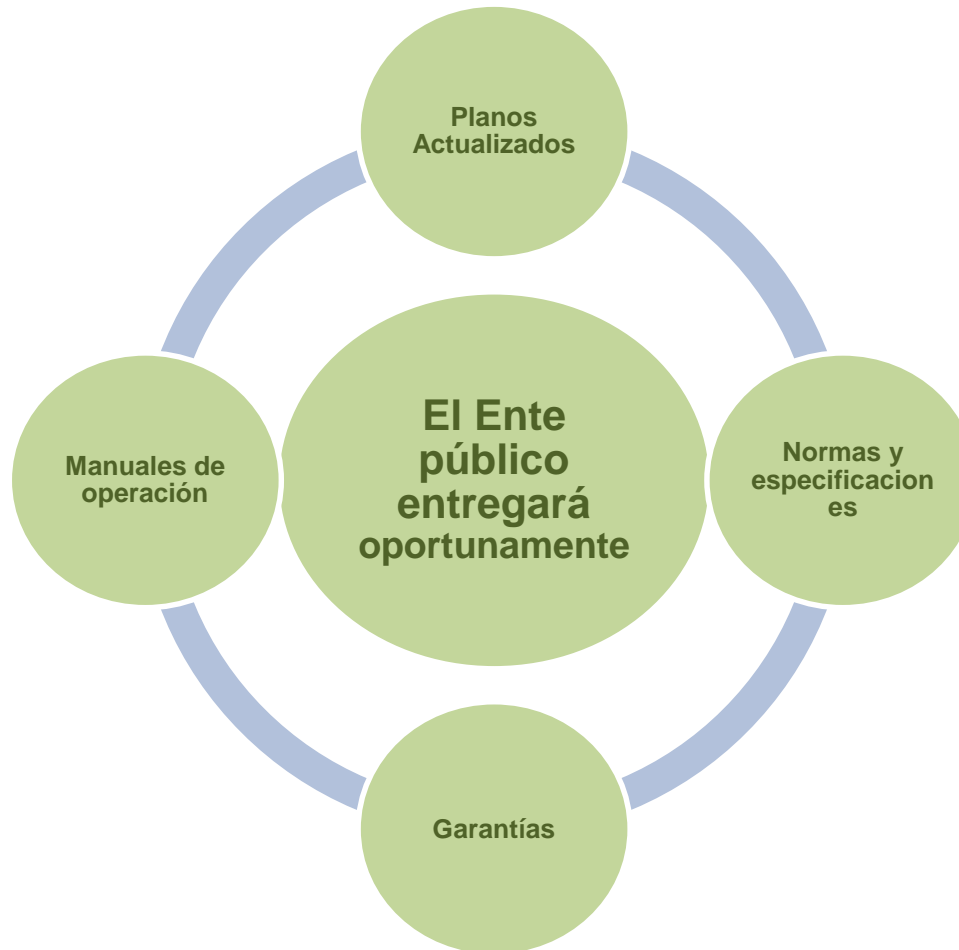 Planos
Actualizados
El Ente
público
entregará
oportunamente
Manuales de
operación
Normas y
especificacion
es
Garantías